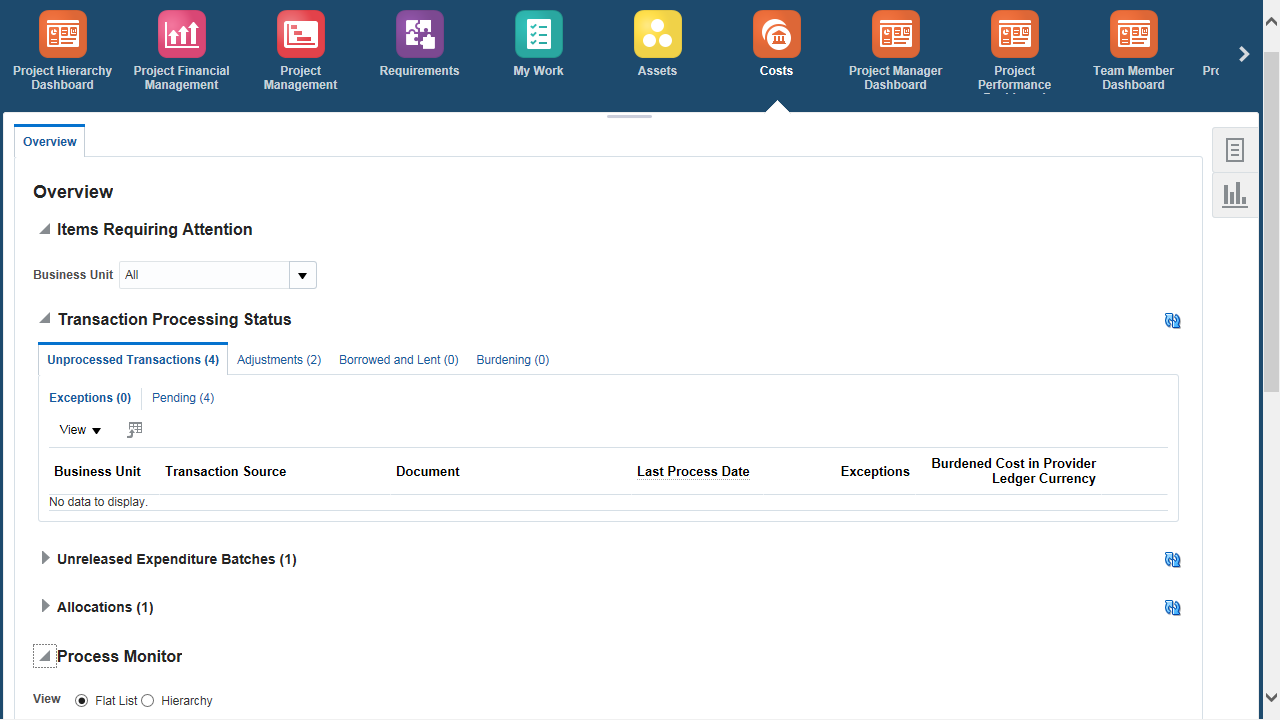 Project Hierarchy Dashboard
Project Financial Management
Project Management
Requirements
My Work
Assets
Costs
Project Manager Dashboard
Project Performance
Team Member Dashboard
Overview
Overview
Items Requiring Attention
Business Unit All
Transaction Processing Status
Unprocessed Transactions (4) Adjustments (2) Borrowed and Lent (0) Burdening (0)
Exceptions (0) Pending (4)
View
Business Unit Transaction Source Document Last Process Date Exceptions Burdened Cost in Provider Ledger Currency
No data to display.
Unreleased Expenditure Batches (1)
Allocations (1)
Process Monitor
View Flat List Hierarchy